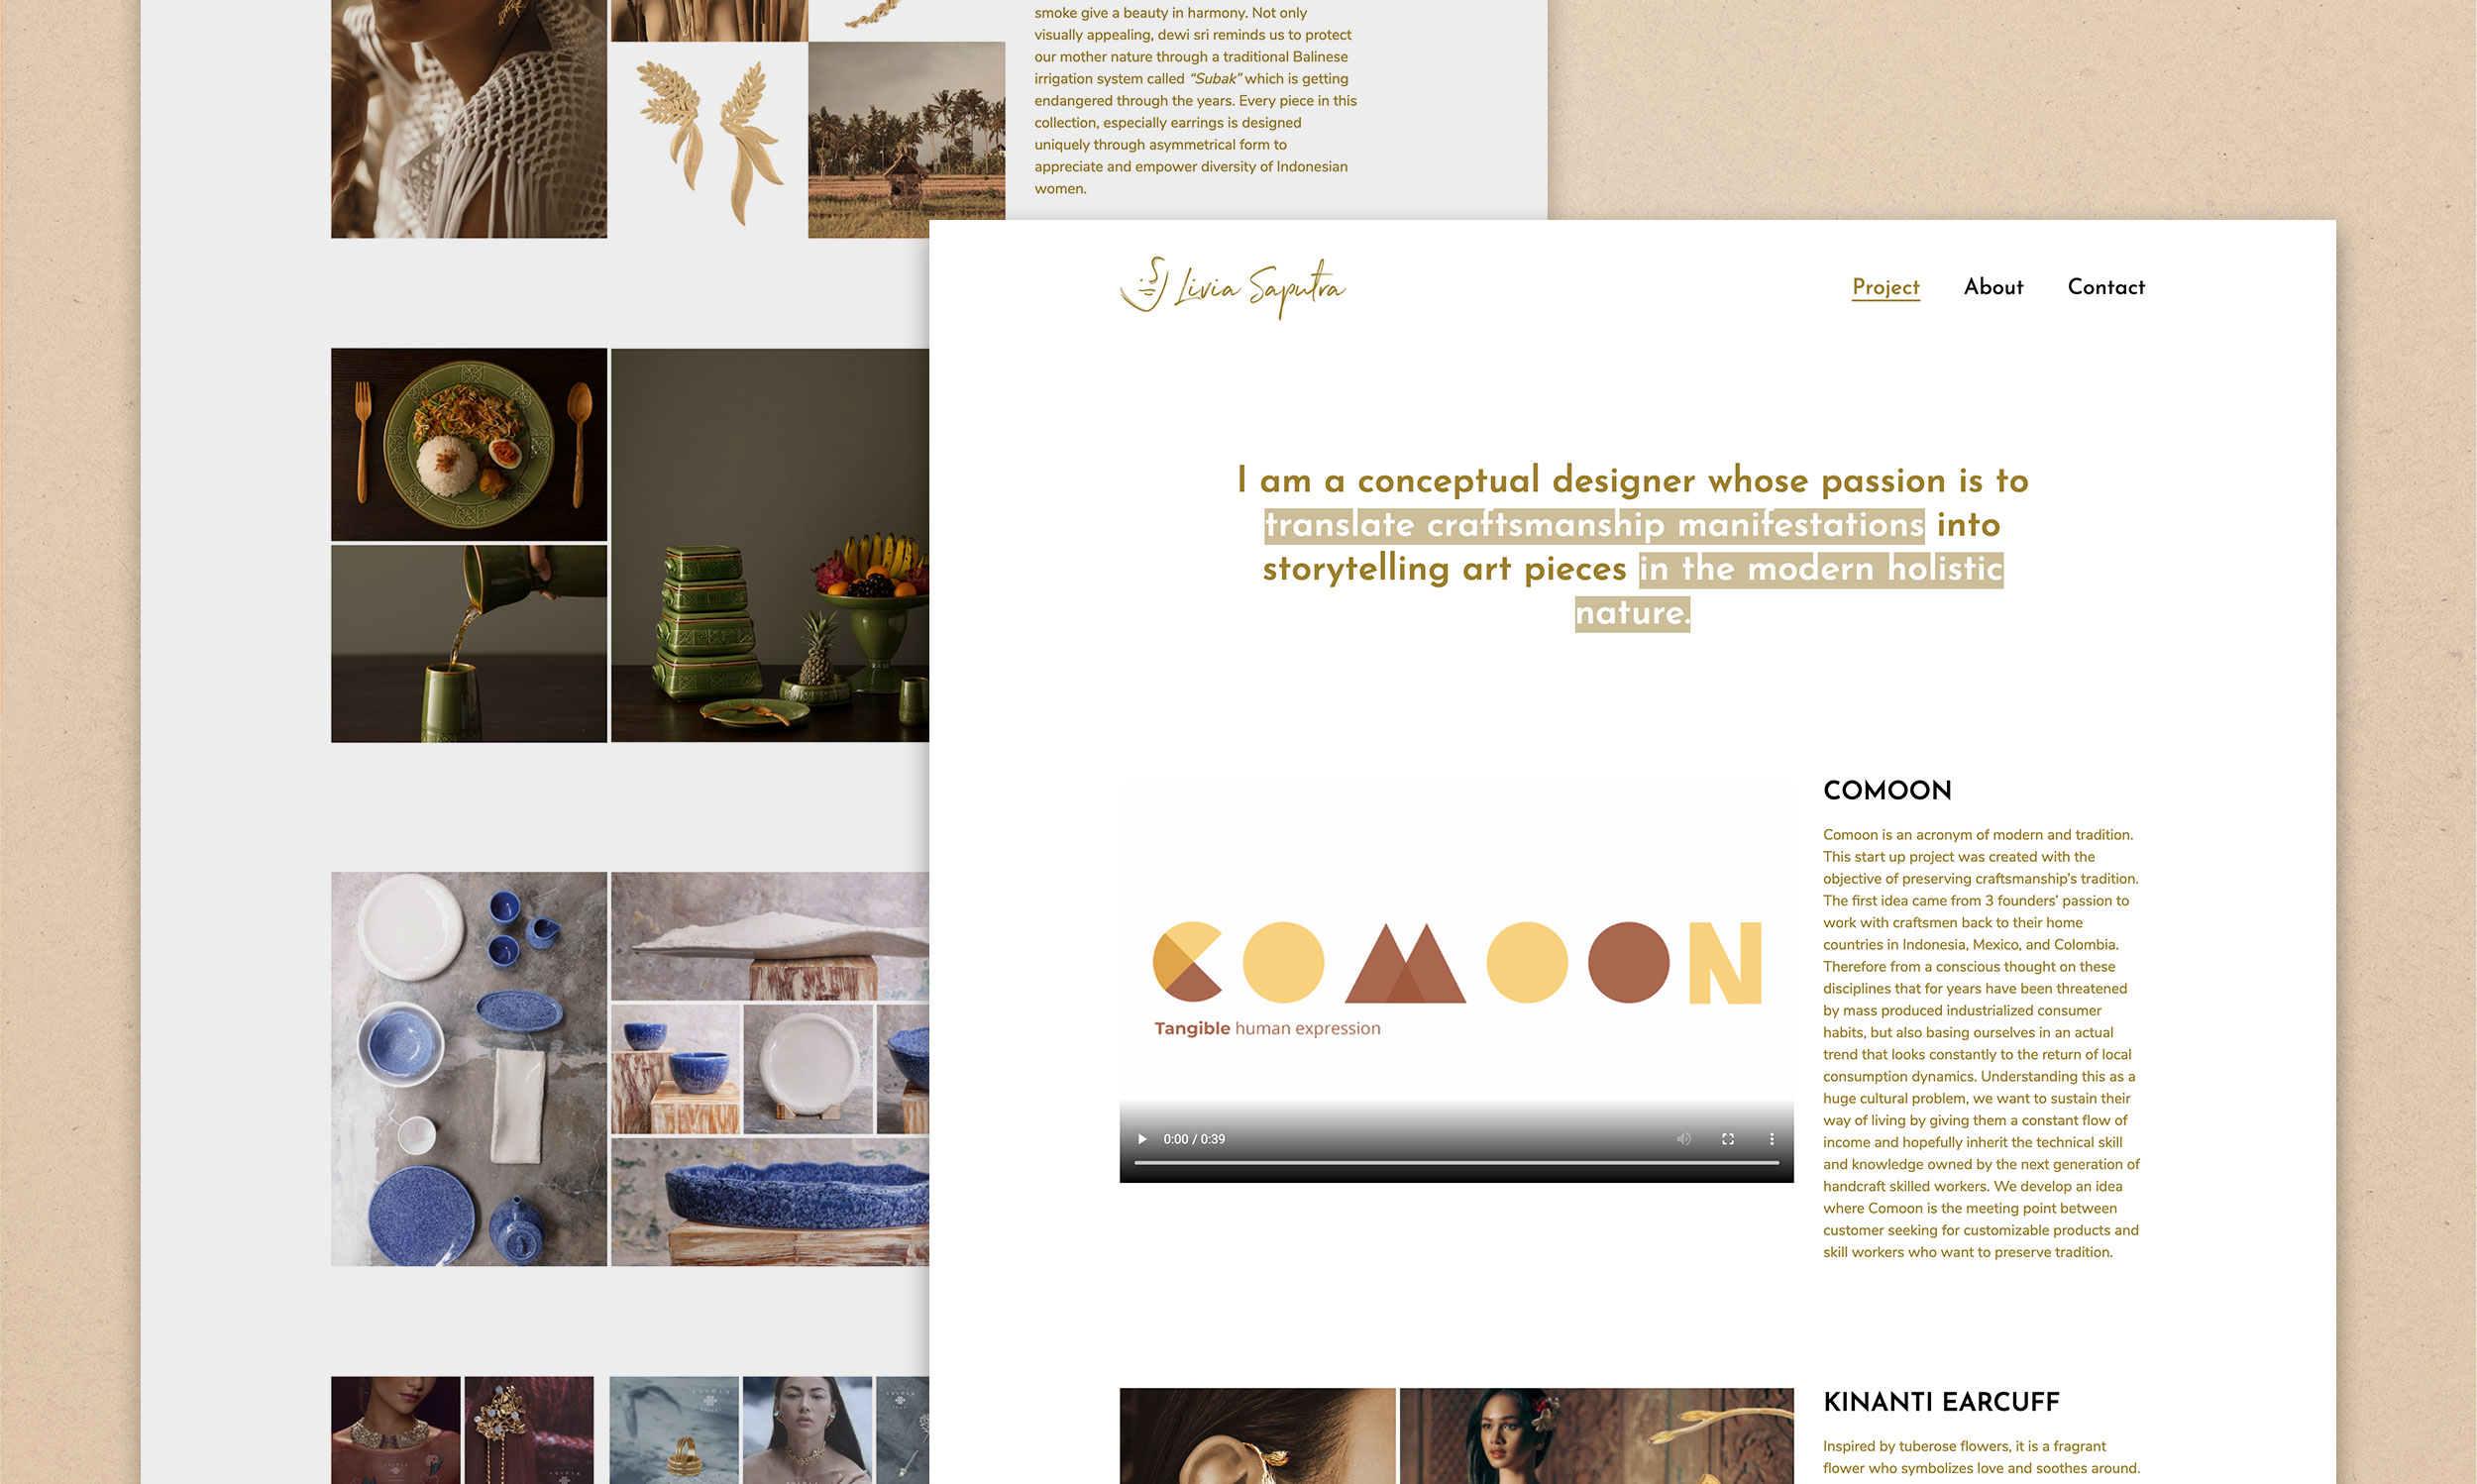 smoke give a beauty in harmony. Not only
visually appealing, dewi sri reminds us to protect
our mother nature through a traditional Balinese
irrigation system called “Subak” which is getting
endangered through the years. Every piece in this
collection, especially earrings is designed
uniquely through asymmetrical form to
appreciate and empower diversity of Indonesian
women.
Livia Saputra
Project About Contact
I am a conceptual designer whose passion is to
translate craftsmanship manifestations into
storytelling art pieces in the modern holistic
nature.
COMOON
Comoon is an acronym of modern and tradition.
This start up project was created with the
objective of preserving craftsmanship's tradition.
The first idea came from 3 founders' passion to
work with craftsmen back to their home
countries in Indonesia, Mexico, and Colombia.
Therefore from a conscious thought on these
disciplines that for years have been threatened
by mass produced industrialized consumer
habits, but also basing ourselves in an actual
trend that looks constantly to the return of local
consumption dynamics. Understanding this as a
huge cultural problem, we want to sustain their
way of living by giving them a constant flow of
income and hopefully inherit the technical skill
and knowledge owned by the next generation of
handcraft skilled workers. We develop an idea
where Comoon is the meeting point between
customer seeking for customizable products and
skill workers who want to preserve tradition.
COMOON
Tangible human expression
0:00 / 0:39
KINANTI EARCUFF
Inspired by tuberose flowers, it is a fragrant
flower who symbolizes love and soothes around.